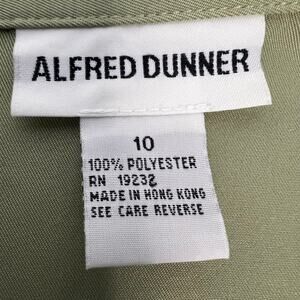 ALFRED DUNNER
10
100% POLYESTER
RN 19232
MADE IN HONG KONG
SEE CARE REVERSE